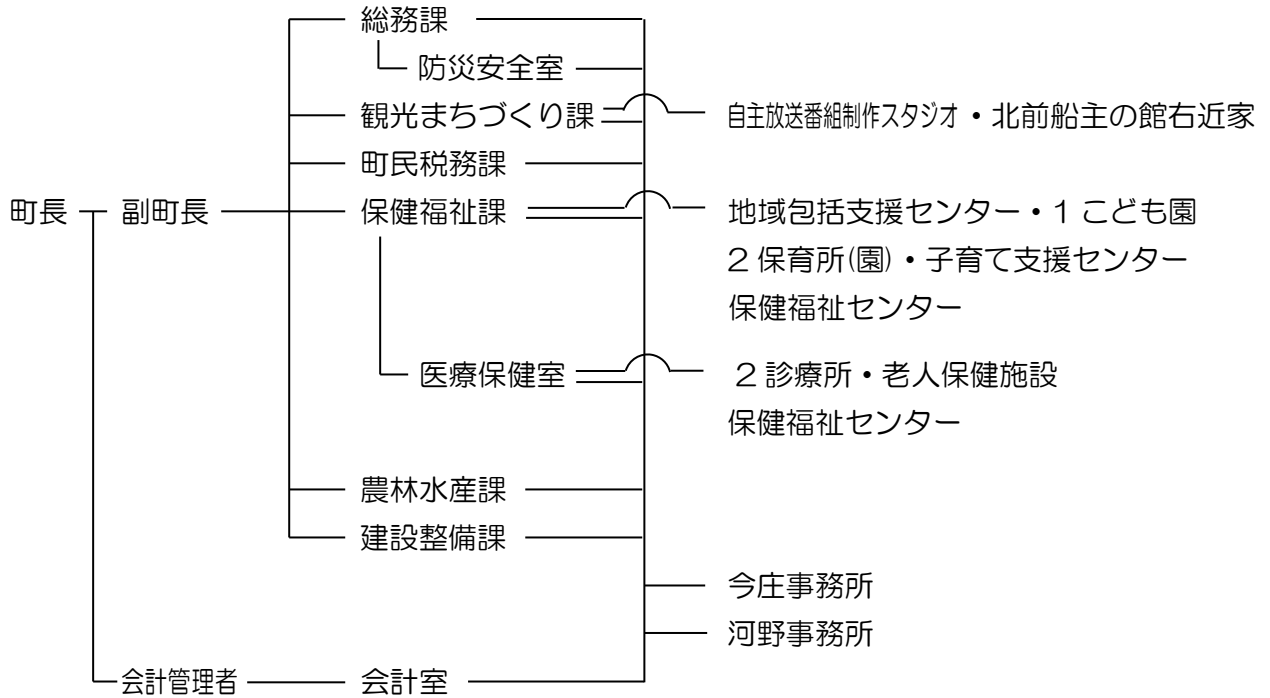 総務課
防災安全室
観光まちづくり課 自主放送番組制作スタジオ・北前船主の館右近家
町民税務課
町長 副町長 保健福祉課 地域包括支援センター・1こども園
2保育所(園)・子育て支援センター
保健福祉センター
医療保健室 2診療所・老人保健施設
保健福祉センター
農林水産課
建設整備課
今庄事務所
河野事務所
会計管理者 会計室